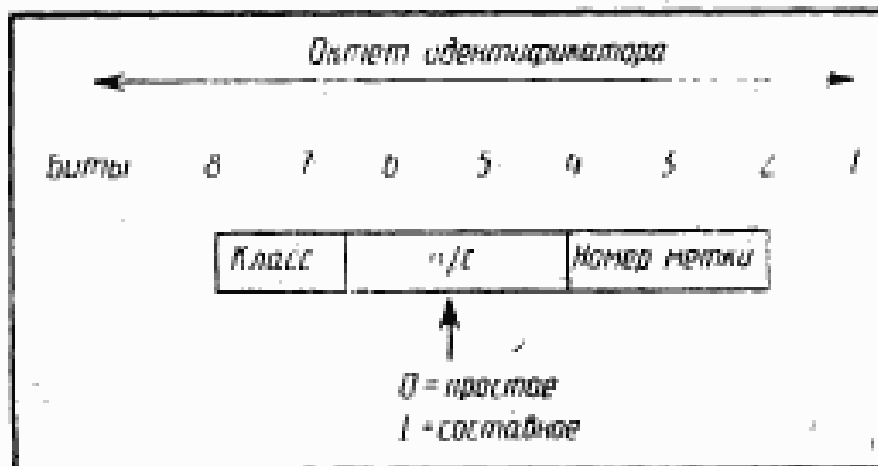 Октет идентификатора
Биты 8 7 6 5 4 3 2 1
Класс п/с Номер метки
0 = простое
1 = составное